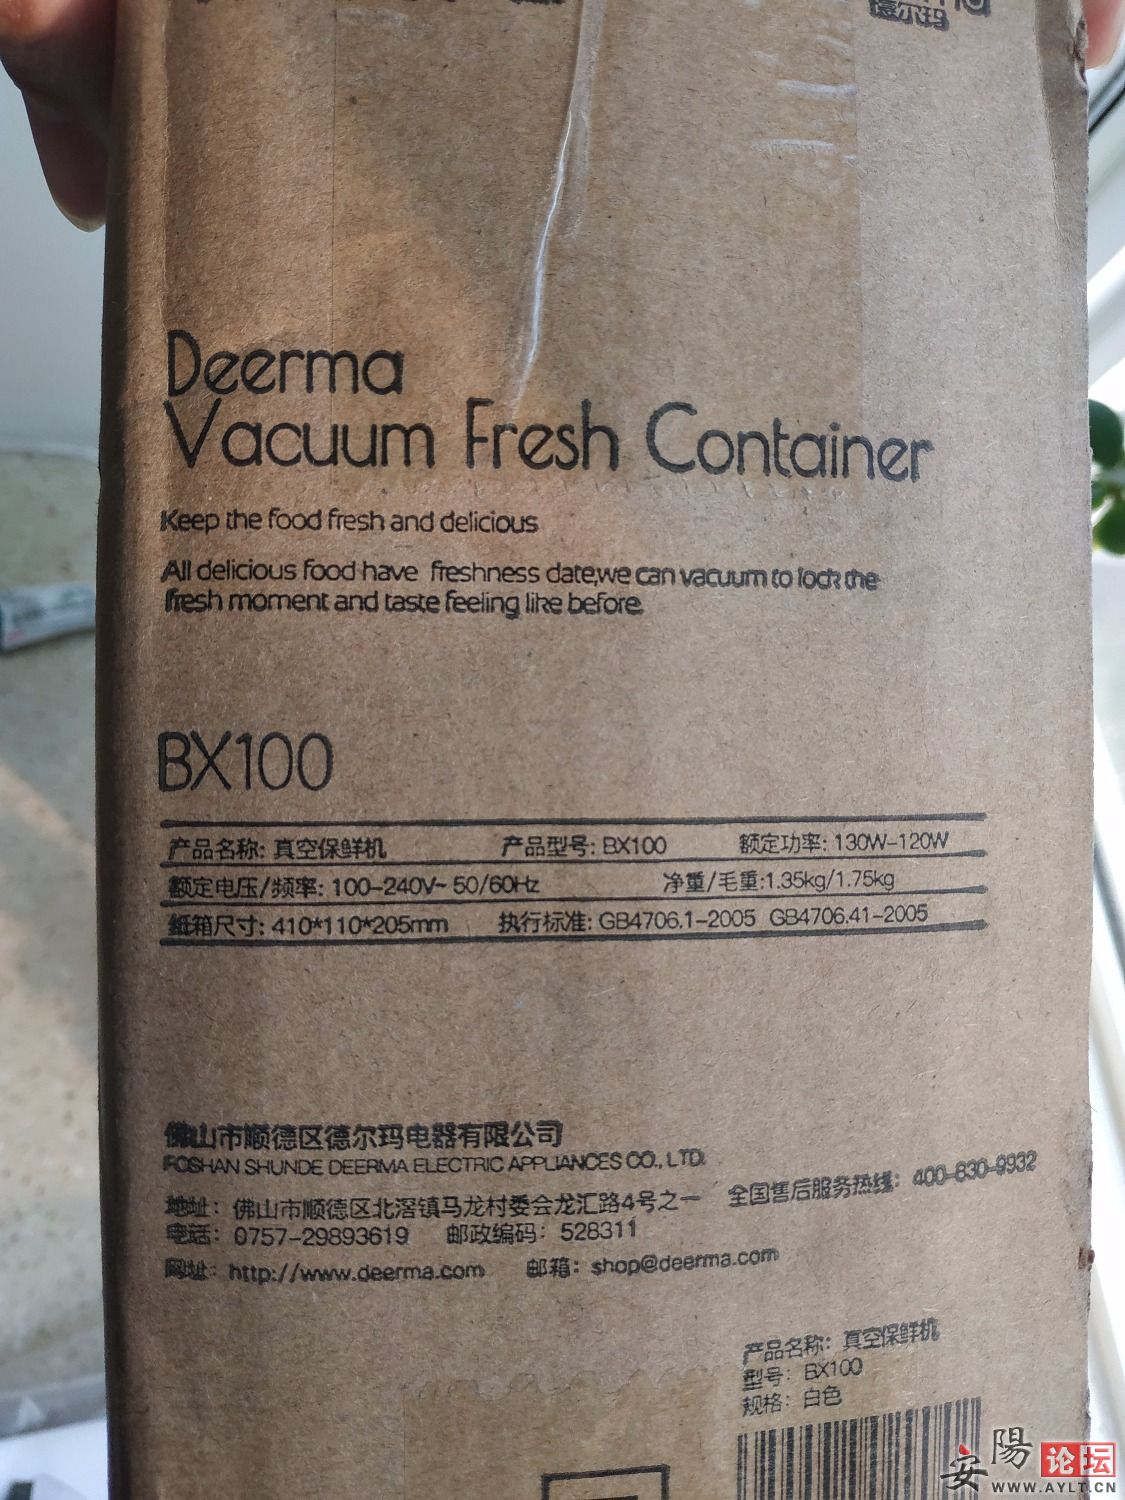 德尔玛
Deerma
Vacuum Fresh Container
Keep the food fresh and delicious
All delicious food have freshness date,we can vacuum to lock the
fresh moment and taste feeling like before.
BX100
产品名称: 真空保鲜机 产品型号: BX100 额定功率: 130W-120W
额定电压/频率: 100-240V~ 50/60Hz 净重/毛重:1.35kg/1.75kg
纸箱尺寸: 410*110*205mm 执行标准: GB4706.1-2005 GB4706.41-2005
佛山市顺德区德尔玛电器有限公司
FOSHAN SHUNDE DEERMA ELECTRIC APPLIANCES CO., LTD.
地址: 佛山市顺德区北滘镇马龙村委会龙汇路4号之一 全国售后服务热线: 400-830-9932
电话: 0757-29893619 邮政编码: 528311
网址: http://www.deerma.com 邮箱: shop@deerma.com
产品名称: 真空保鲜机
型号: BX100
规格: 白色
安陽论坛
WWW.AYLT.CN